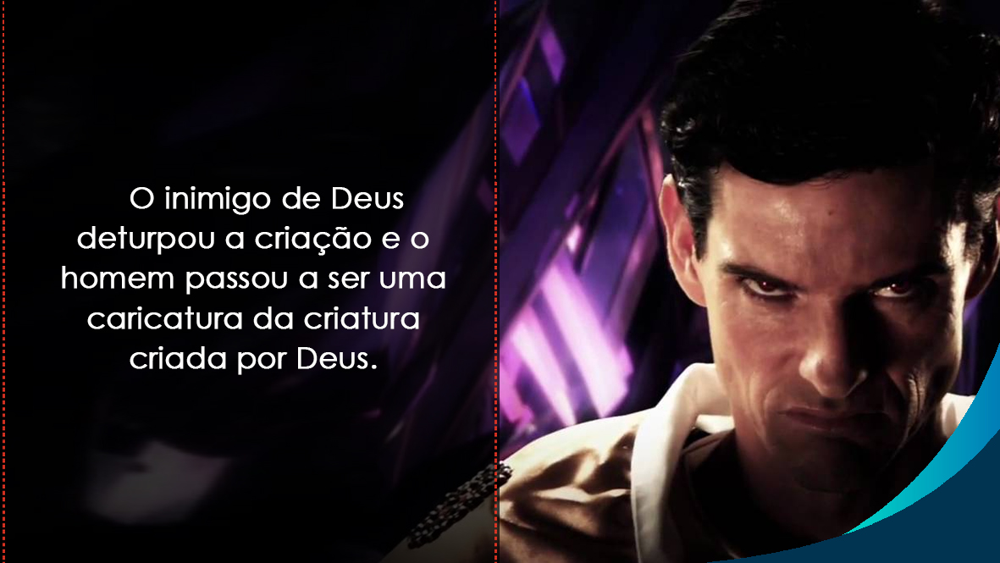 O inimigo de Deus
deturpou a criação e o
homem passou a ser uma
caricatura da criatura
criada por Deus.